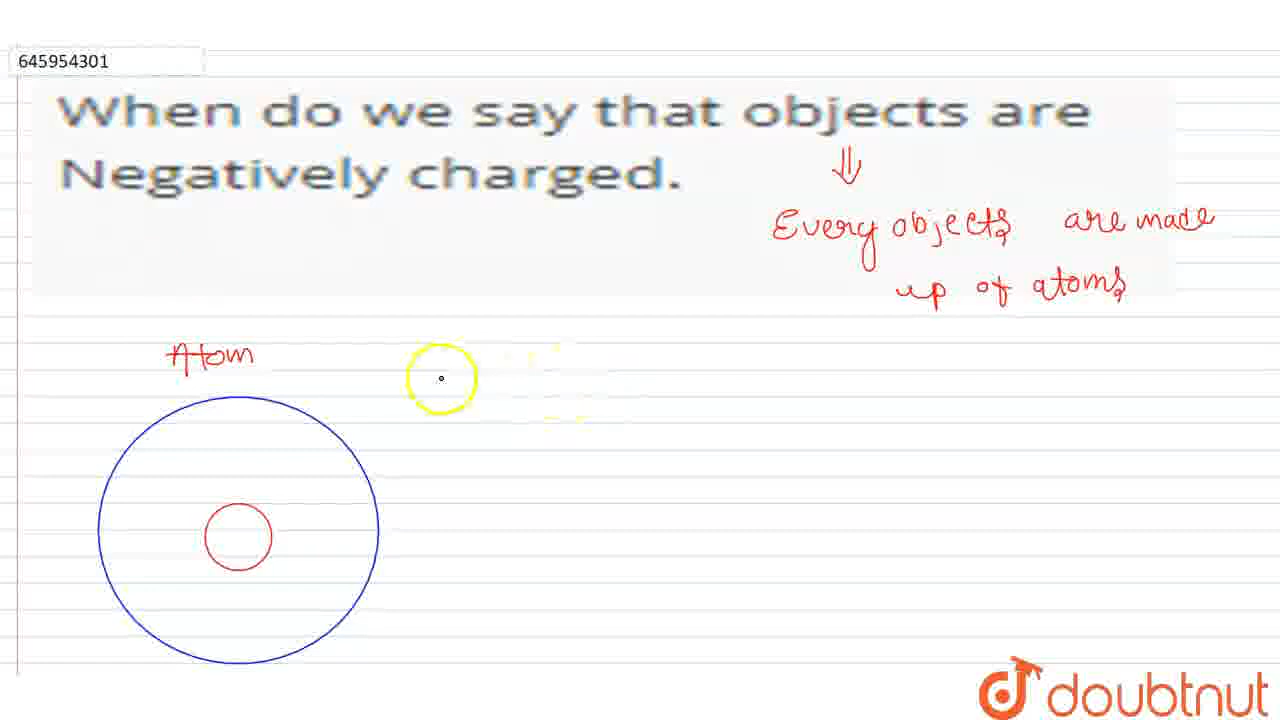 645954301
When do we say that objects are
Negatively charged.
Every objects are made
up of atoms
Atom
doubtnut